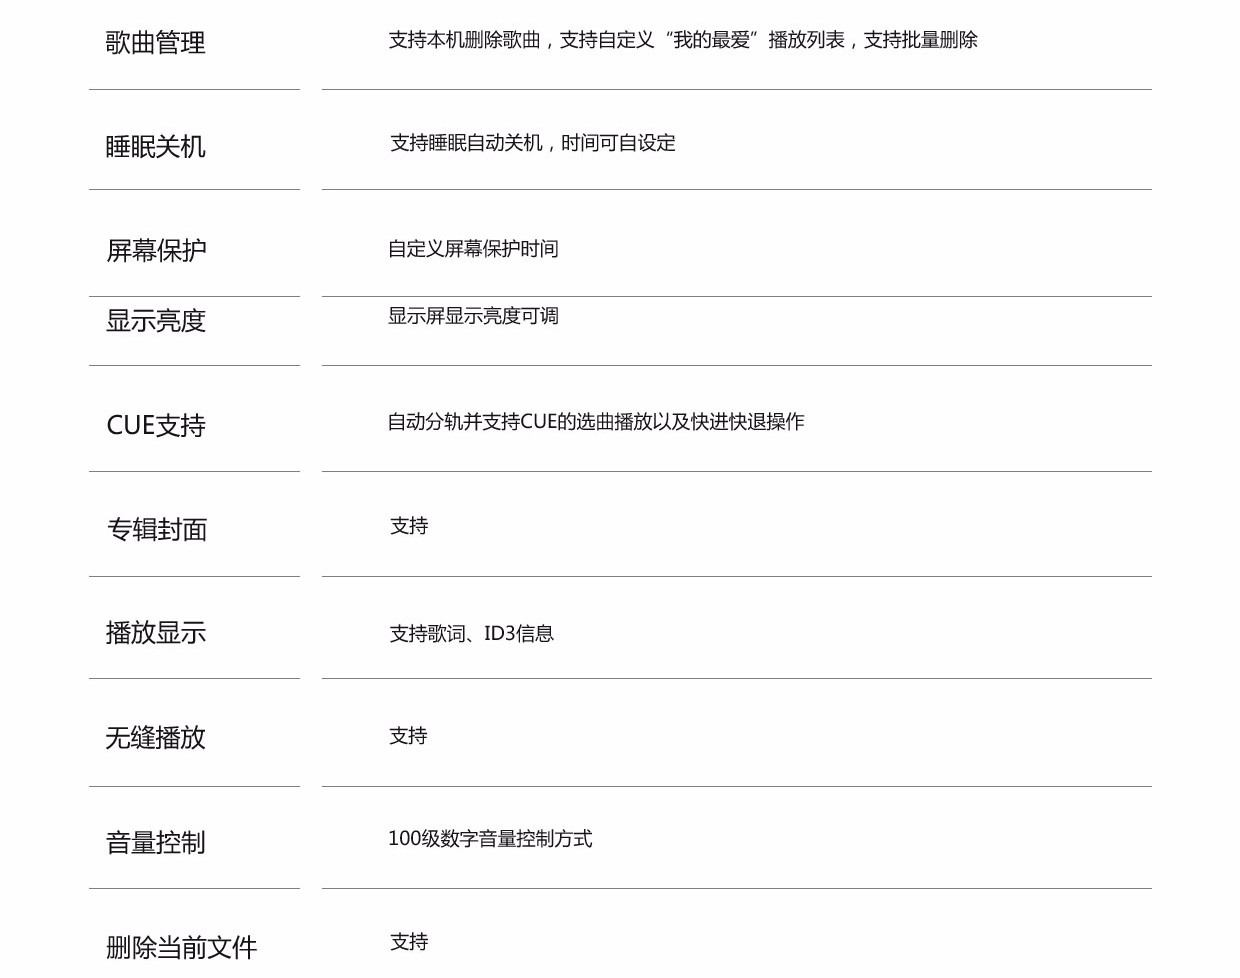 歌曲管理
支持本机删除歌曲，支持自定义“我的最爱”播放列表，支持批量删除
睡眠关机
支持睡眠自动关机，时间可自设定
屏幕保护
自定义屏幕保护时间
显示亮度
显示屏显示亮度可调
CUE支持
自动分轨并支持CUE的选曲播放以及快进快退操作
专辑封面
支持
播放显示
支持歌词、ID3信息
无缝播放
支持
音量控制
100级数字音量控制方式
删除当前文件
支持